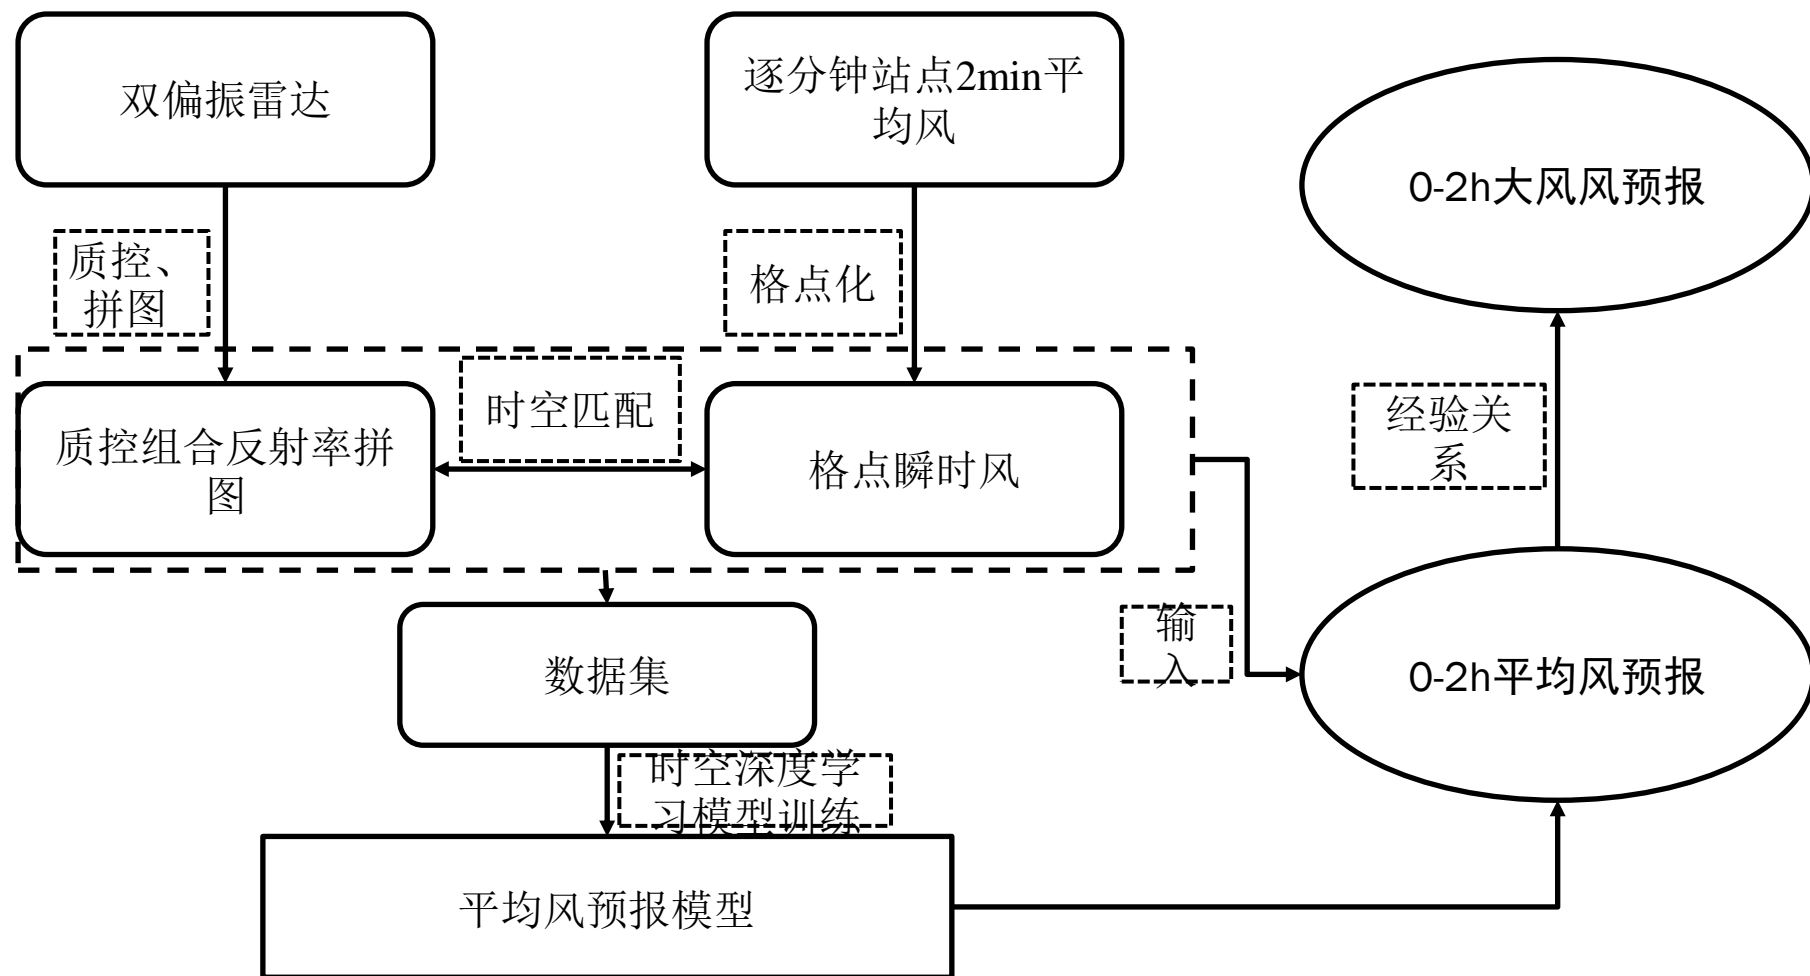 双偏振雷达
逐分钟站点2min平
均风
0-2h大风风预报
质控、
拼图
格点化
时空匹配
质控组合反射率拼
图
格点瞬时风
经验关
系
数据集
输
入
0-2h平均风预报
时空深度学
习模型训练
平均风预报模型